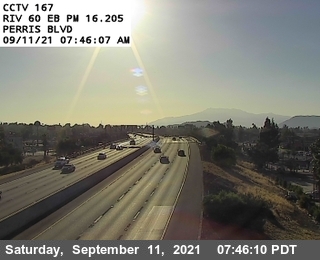 CCTV 167
RIV 60 EB PM 16.205
PERRIS BLVD
09/11/21 07:46:07 AM
Saturday, September 11, 2021 07:46:10 PDT